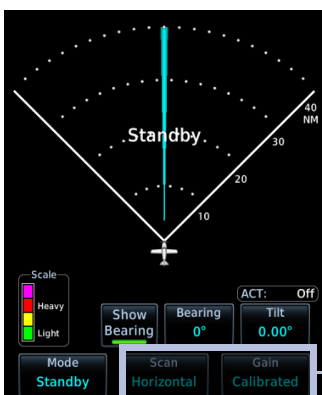 40
NM
Standby
30
20
10
Scale
Heavy
Light
ACT: Off
Show
Bearing
Bearing
0°
Tilt
0.00°
Mode
Standby
Scan
Horizontal
Gain
Calibrated